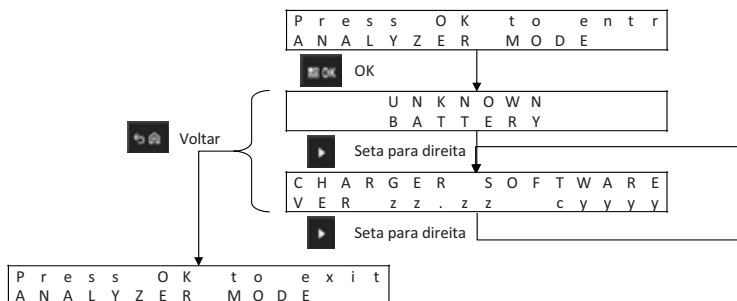 Press OK to entr
ANALYZER MODE
OK OK
UNKNOWN
BATTERY
Voltar
Seta para direita
CHARGER SOFTWARE
VER zz.zz cyyyy
Seta para direita
Press OK to exit
ANALYZER MODE